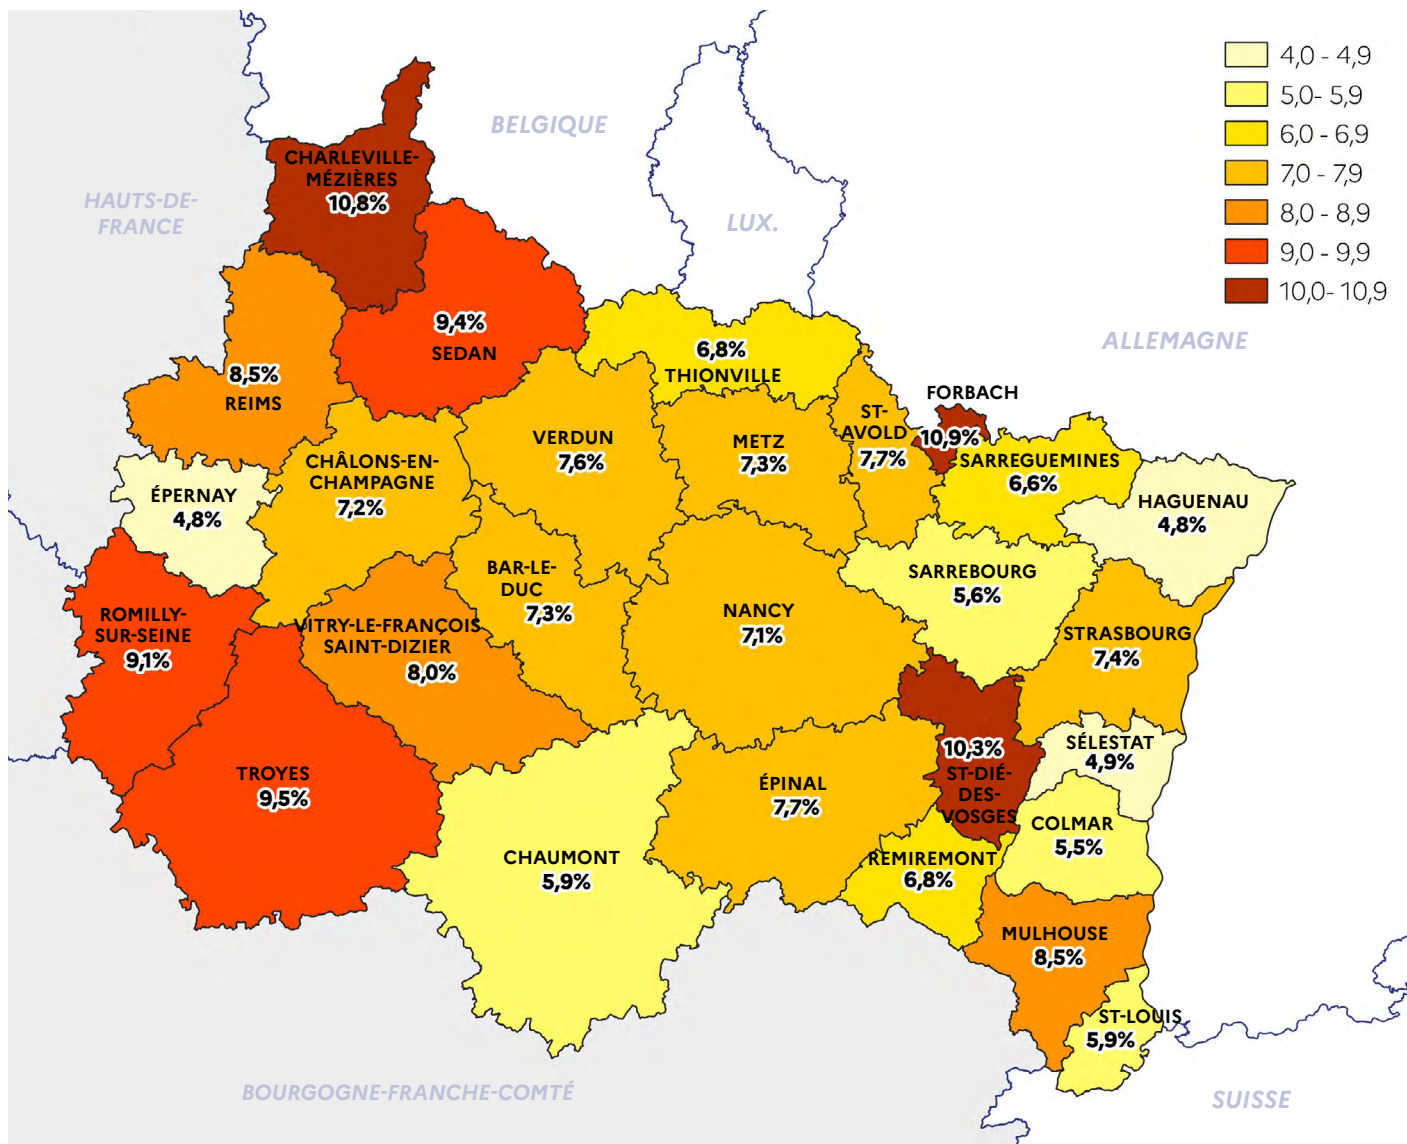 4,0 - 4,9
5,0- 5,9
6,0 - 6,9
7,0 - 7,9
8,0 - 8,9
9,0 - 9,9
10,0- 10,9
BELGIQUE
HAUTS-DE-
FRANCE
LUX.
ALLEMAGNE
CHARLEVILLE-
MÉZIÈRES
10,8%
9,4%
SEDAN
8,5%
REIMS
6,8%
THIONVILLE
FORBACH
10,9%
ST-
AVOLD
7,7%
VERDUN
7,6%
METZ
7,3%
CHÂLONS-EN-
CHAMPAGNE
7,2%
SARREGUEMINES
6,6%
ÉPERNAY
4,8%
HAGUENAU
4,8%
BAR-LE-
DUC
7,3%
SARREBOURG
5,6%
ROMILLY-
SUR-SEINE
9,1%
VITRY-LE-FRANÇOIS
SAINT-DIZIER
8,0%
NANCY
7,1%
STRASBOURG
7,4%
TROYES
9,5%
ÉPINAL
7,7%
10,3%
ST-DIÉ-
DES-
VOSGES
SÉLESTAT
4,9%
COLMAR
5,5%
CHAUMONT
5,9%
REMIREMONT
6,8%
MULHOUSE
8,5%
ST-LOUIS
5,9%
BOURGOGNE-FRANCHE-COMTÉ
SUISSE